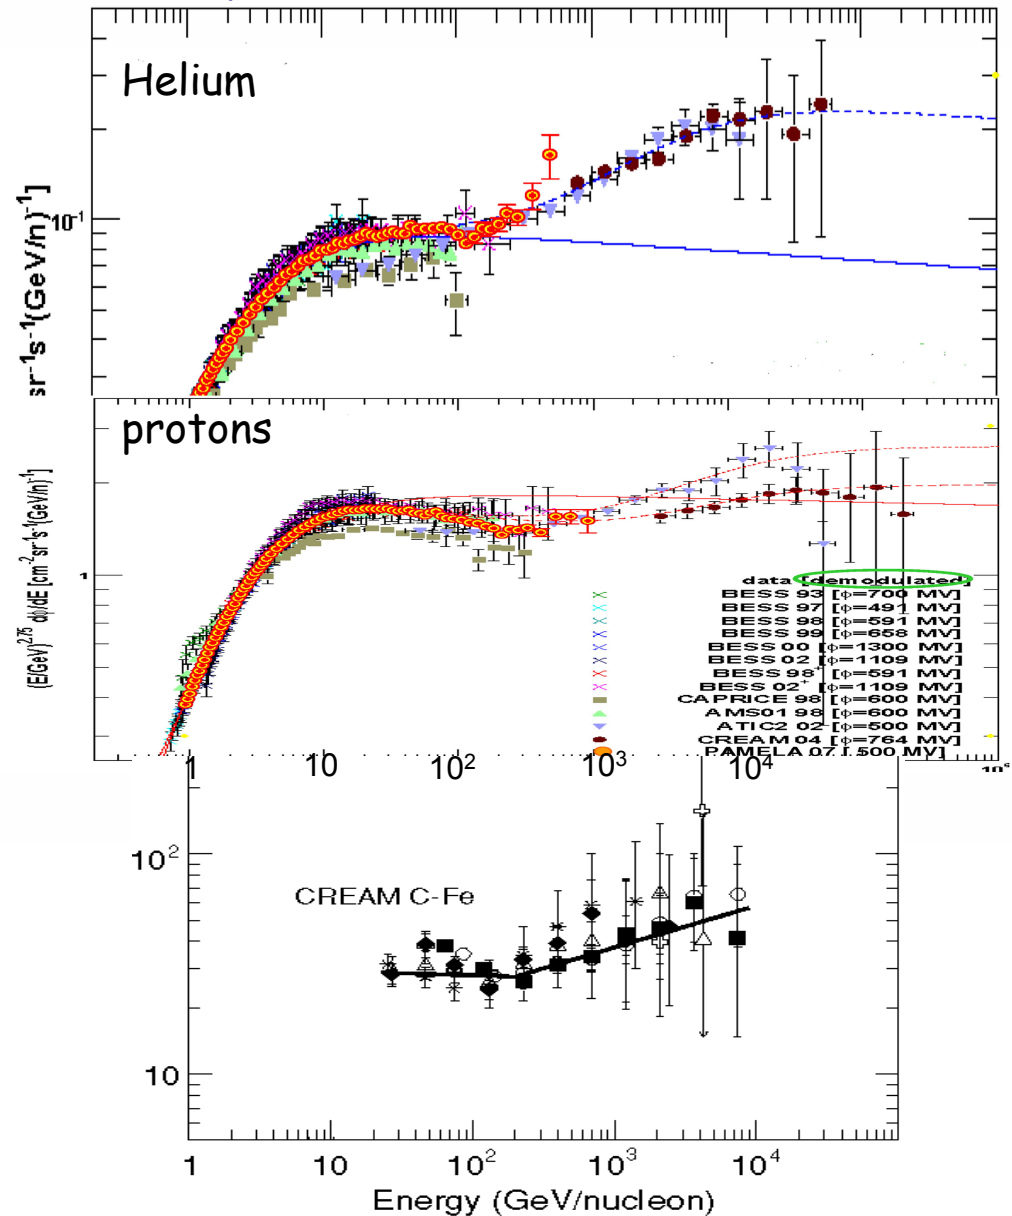 Helium
10⁻¹
sr⁻¹s⁻¹(GeV/n)⁻¹]
protons
(E/GeV)^2.75 dφ/dE [cm⁻²sr⁻¹s⁻¹(GeV/n)⁻¹]
1
data [demodulated]
BESS 93 [φ=700 MV]
BESS 97 [φ=491 MV]
BESS 98 [φ=591 MV]
BESS 99 [φ=658 MV]
BESS 00 [φ=1300 MV]
BESS 02 [φ=1109 MV]
BESS 98⁺ [φ=591 MV]
BESS 02⁺ [φ=1109 MV]
CAPRICE 98 [φ=600 MV]
AMS01 98 [φ=600 MV]
ATIC2 02 [φ=500 MV]
CREAM 04 [φ=764 MV]
PAMELA 07 [ 500 MV]
1 10 10² 10³ 10⁴
10²
CREAM C-Fe
10
1 10 10² 10³ 10⁴
Energy (GeV/nucleon)